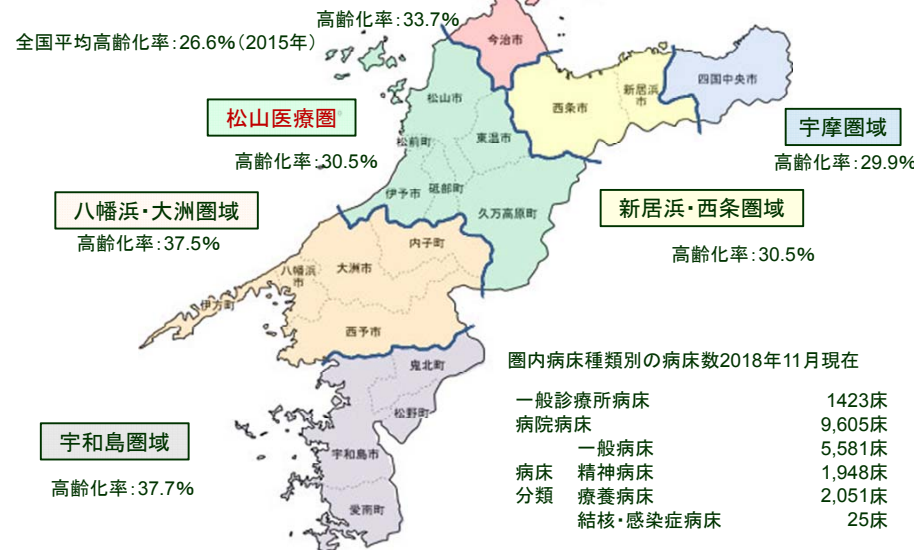 高齢化率：33.7%
全国平均高齢化率：26.6%（2015年）
今治市
四国中央市
新居浜
市
西条市
松山市
松山医療圏
宇摩圏域
東温市
松前町
高齢化率：30.5%
高齢化率：29.9%
伊予市
砥部町
久万高原町
八幡浜・大洲圏域
新居浜・西条圏域
高齢化率：37.5%
内子町
高齢化率：30.5%
八幡浜
市
大洲市
伊方町
西予市
鬼北町
圏内病床種類別の病床数2018年11月現在
一般診療所病床 1423床
松野町
病院病床 9,605床
宇和島圏域
一般病床 5,581床
宇和島市
病床 精神病床 1,948床
高齢化率：37.7%
分類 療養病床 2,051床
愛南町
結核・感染症病床 25床